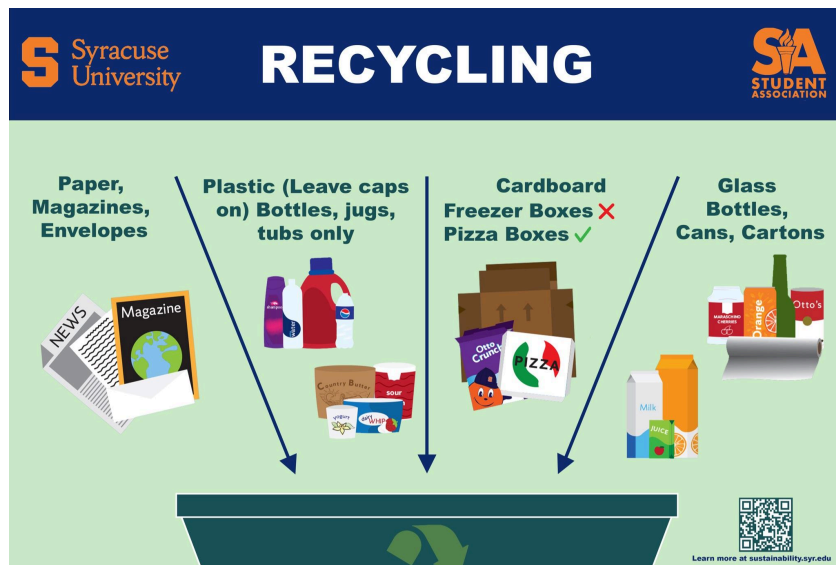 Syracuse
University
RECYCLING
SA
STUDENT
ASSOCIATION
Paper,
Magazines,
Envelopes
Plastic (Leave caps
on) Bottles, jugs,
tubs only
Cardboard
Freezer Boxes
Pizza Boxes
Glass
Bottles,
Cans, Cartons
NEWS
Magazine
Country Butter
sour
yogurt
dairy
WHIP
Otto
Crunch
PIZZA
MARASCHINO
CHERRIES
Orange
Otto's
Milk
JUICE
Learn more at sustainability.syr.edu